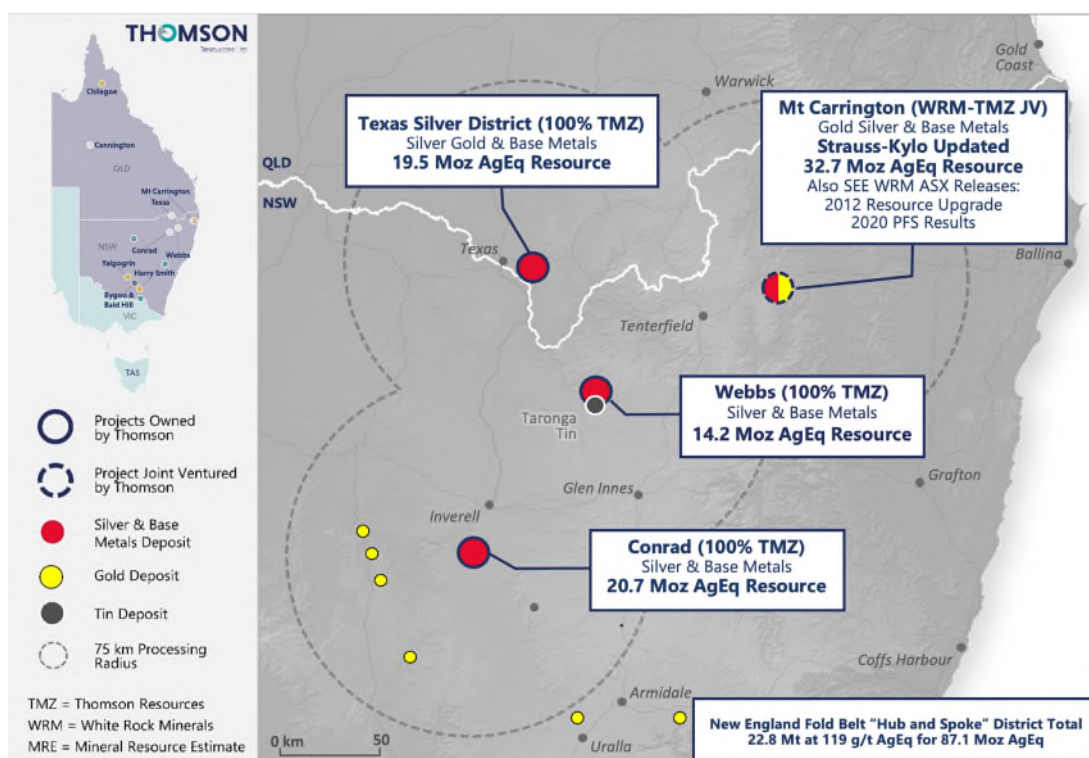 THOMSON
Resources Ltd
Chilagoe
Cannington
QLD
Mt Carrington
Texas
NSW
Conrad
Webbs
Yalgogrin
Harry Smith
Bygoo &
Bald Hill
VIC
TAS
Projects Owned
by Thomson
Project Joint Ventured
by Thomson
Silver & Base
Metals Deposit
Gold Deposit
Tin Deposit
75 km Processing
Radius
TMZ = Thomson Resources
WRM = White Rock Minerals
MRE = Mineral Resource Estimate
Gold
Coast
Warwick
Texas Silver District (100% TMZ)
Silver Gold & Base Metals
19.5 Moz AgEq Resource
Mt Carrington (WRM-TMZ JV)
Gold Silver & Base Metals
Strauss-Kylo Updated
32.7 Moz AgEq Resource
Also SEE WRM ASX Releases:
2012 Resource Upgrade
2020 PFS Results
QLD
NSW
Texas
Ballina
Tenterfield
Webbs (100% TMZ)
Silver & Base Metals
14.2 Moz AgEq Resource
Taronga
Tin
Glen Innes
Grafton
Inverell
Conrad (100% TMZ)
Silver & Base Metals
20.7 Moz AgEq Resource
Coffs Harbour
Armidale
Uralla
0 km 50
New England Fold Belt "Hub and Spoke" District Total
22.8 Mt at 119 g/t AgEq for 87.1 Moz AgEq